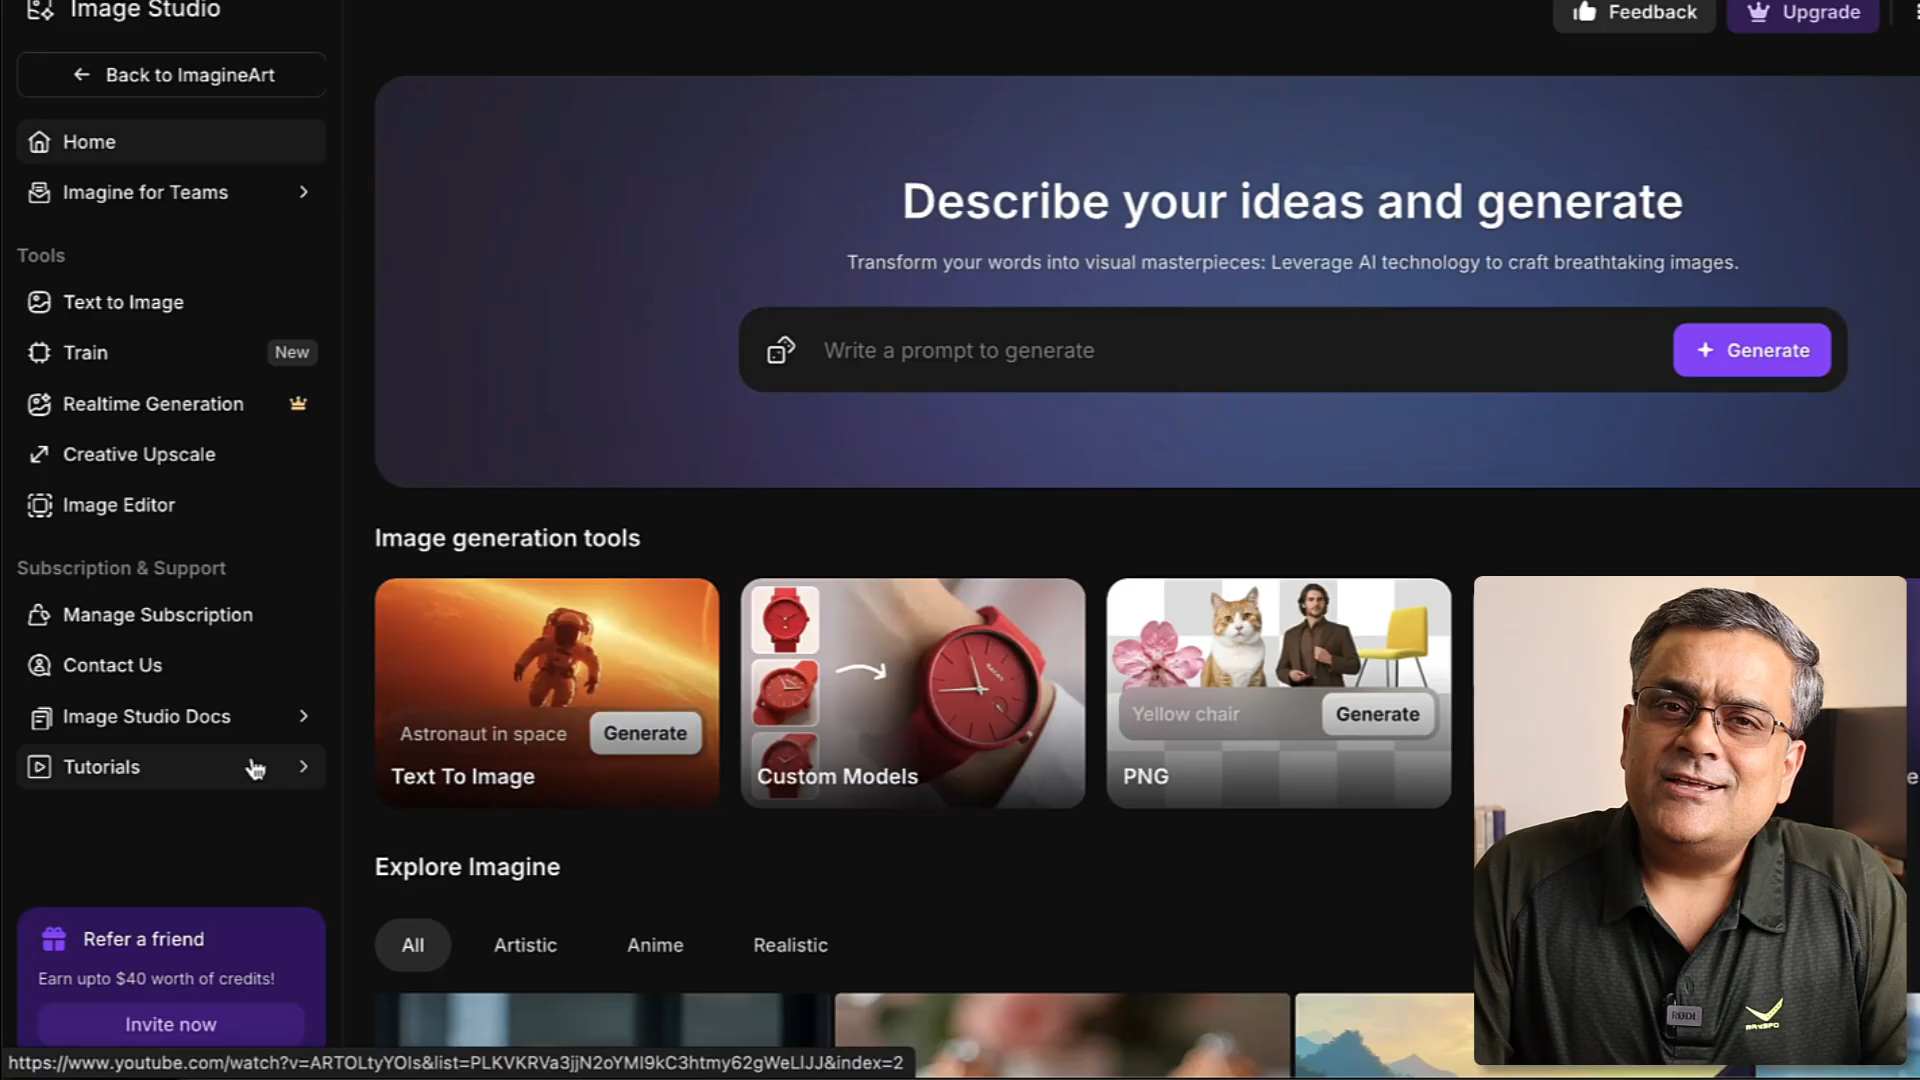 Image Studio
Feedback
Upgrade
Back to ImagineArt
Home
Imagine for Teams
Tools
Text to Image
Train
New
Realtime Generation
Creative Upscale
Image Editor
Subscription & Support
Manage Subscription
Contact Us
Image Studio Docs
Tutorials
Refer a friend
Earn upto $40 worth of credits!
Invite now
Describe your ideas and generate
Transform your words into visual masterpieces: Leverage AI technology to craft breathtaking images.
Write a prompt to generate
Generate
Image generation tools
Astronaut in space
Generate
Text To Image
Custom Models
Yellow chair
Generate
PNG
Explore Imagine
All
Artistic
Anime
Realistic
RØDE
https://www.youtube.com/watch?v=ARTOLtyYOIs&list=PLKVKRVa3jjN2oYMI9kC3htmy62gWeLlJJ&index=2